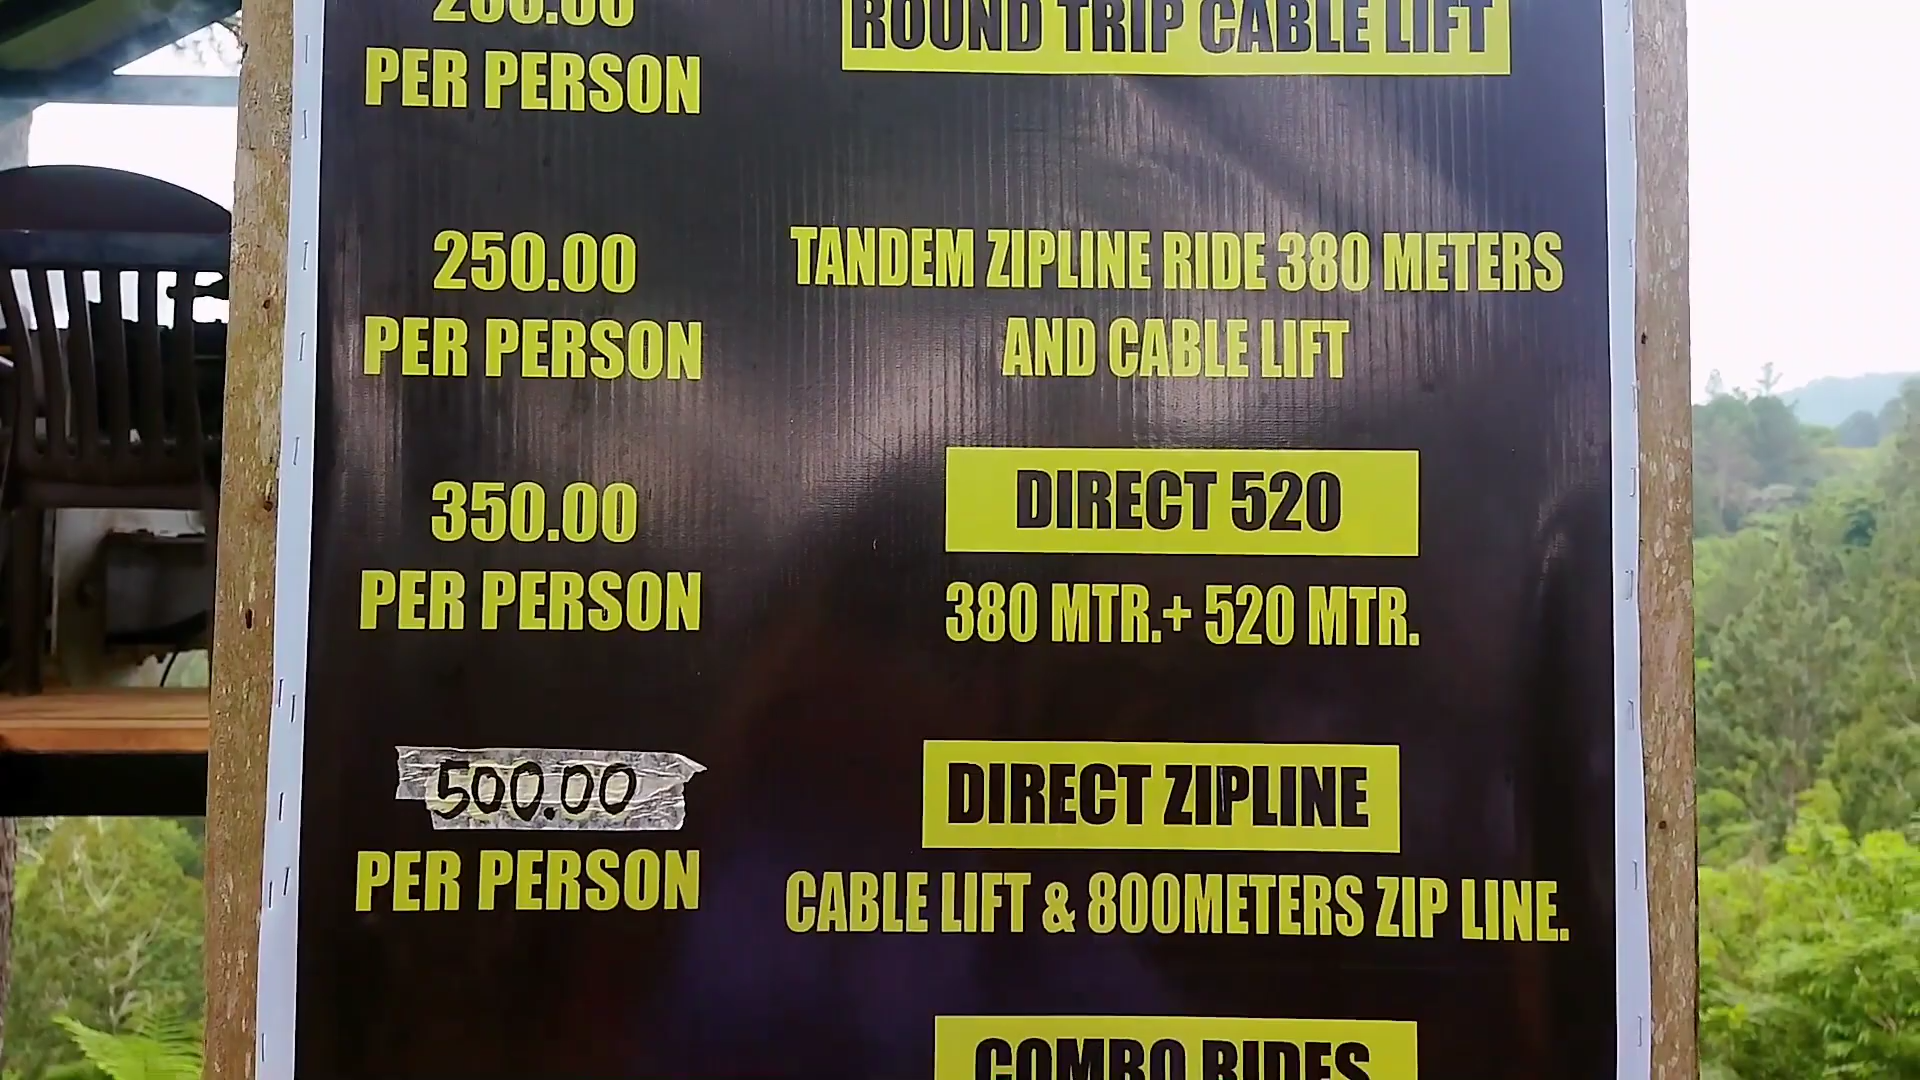 200.00
ROUND TRIP CABLE LIFT
PER PERSON
250.00
PER PERSON
TANDEM ZIPLINE RIDE 380 METERS
AND CABLE LIFT
350.00
PER PERSON
DIRECT 520
380 MTR.+ 520 MTR.
500.00
PER PERSON
DIRECT ZIPLINE
CABLE LIFT & 800METERS ZIP LINE.
COMBO RIDES